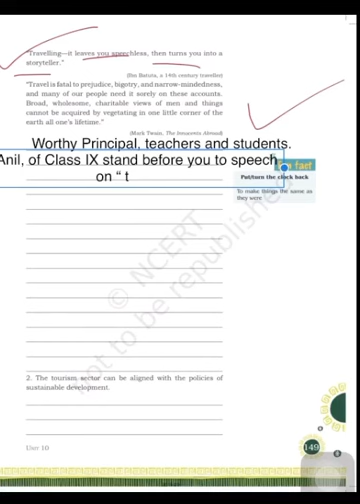 "Travelling—it leaves you speechless, then turns you into a
storyteller."
(Ibn Batuta, a 14th century traveller)
"Travel is fatal to prejudice, bigotry, and narrow-mindedness,
and many of our people need it sorely on these accounts.
Broad, wholesome, charitable views of men and things
cannot be acquired by vegetating in one little corner of the
earth all one's lifetime."
(Mark Twain, The Innocents Abroad)
Worthy Principal, teachers and students.
Anil, of Class IX stand before you to speech
on “ t
fact
Put/turn the clock back
To make things the same as
they were
© NCERT
not to be republished
2. The tourism sector can be aligned with the policies of
sustainable development.
UNIT 10
149